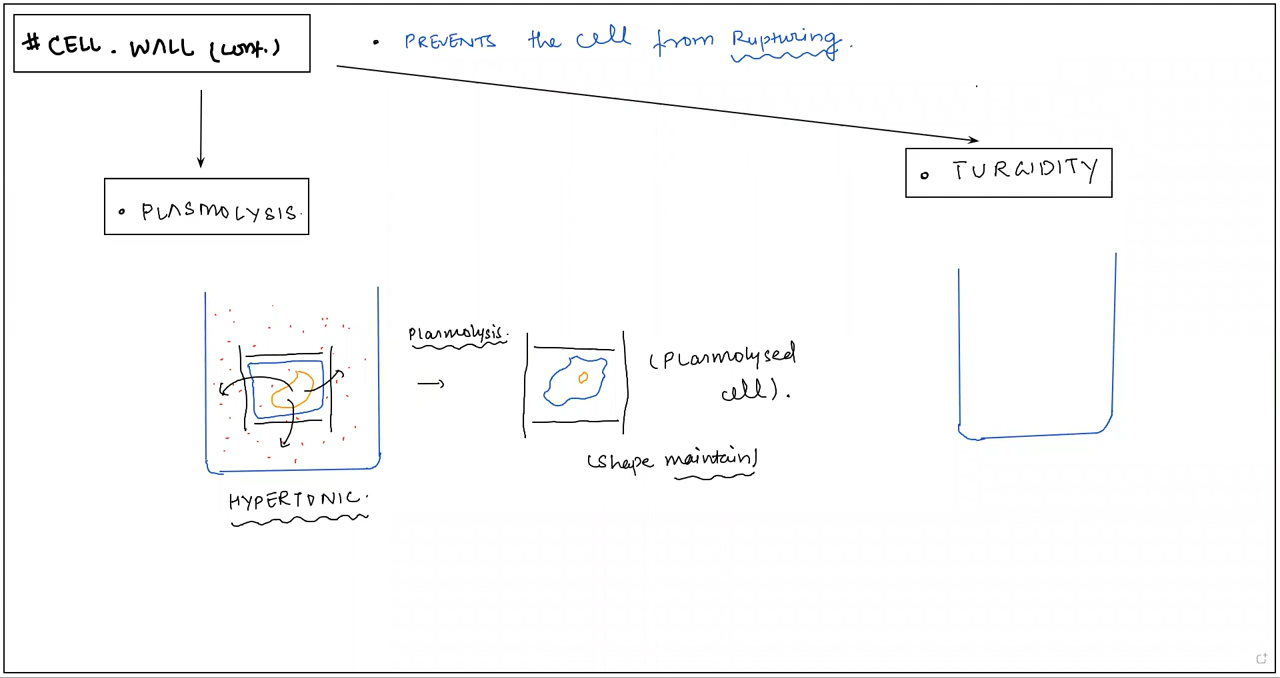 # CELL. WALL (cont.)
• PREVENTS the cell from Rupturing.
• TURGIDITY
• PLASMOLYSIS.
Plasmolysis.
(Plasmolysed
cell).
(shape maintain)
HYPERTONIC.